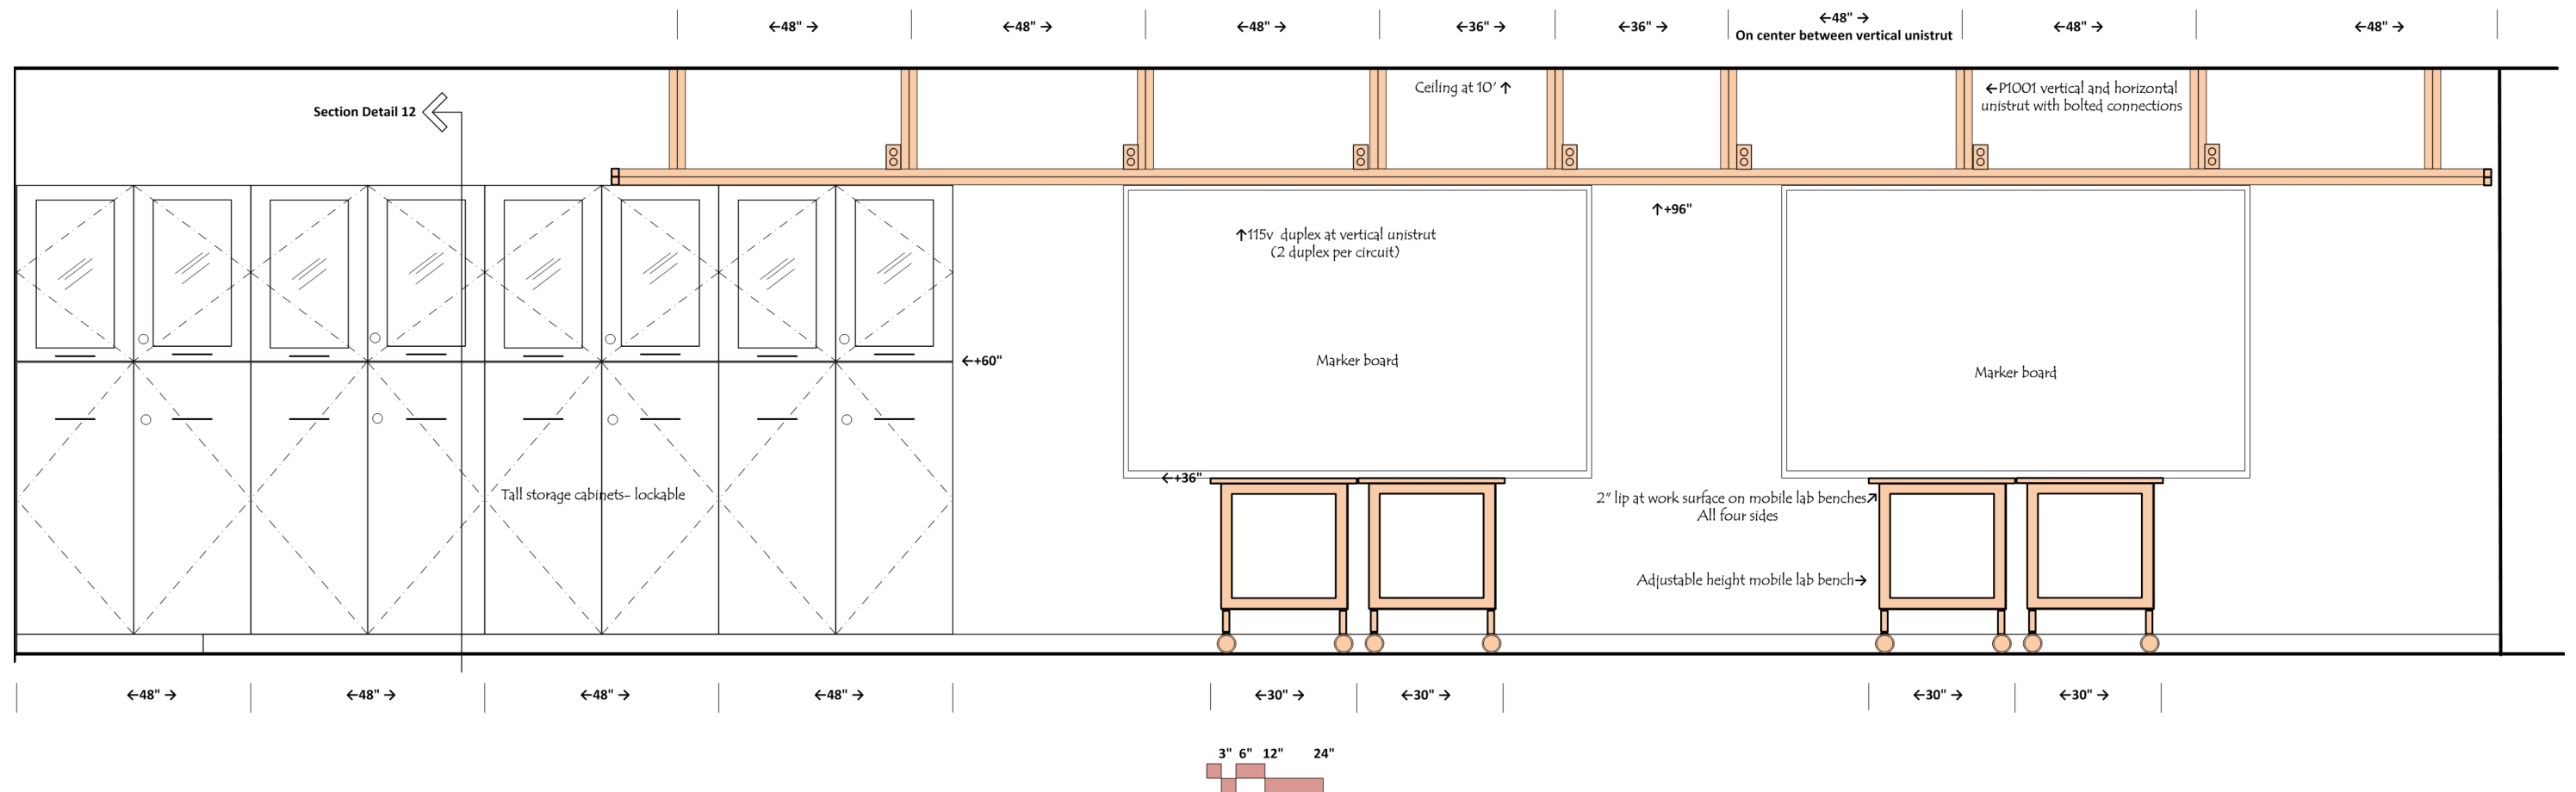 ←48" →
←48" →
←48" →
←36" →
←36" →
←48" →
On center between vertical unistrut
←48" →
←48" →
Section Detail 12
Ceiling at 10' ↑
←P1001 vertical and horizontal
unistrut with bolted connections
↑+96"
↑115v duplex at vertical unistrut
(2 duplex per circuit)
←+60"
Marker board
Marker board
←+36"
Tall storage cabinets- lockable
2" lip at work surface on mobile lab benches↗
All four sides
Adjustable height mobile lab bench→
←48" →
←48" →
←48" →
←48" →
←30" →
←30" →
←30" →
←30" →
3" 6" 12" 24"